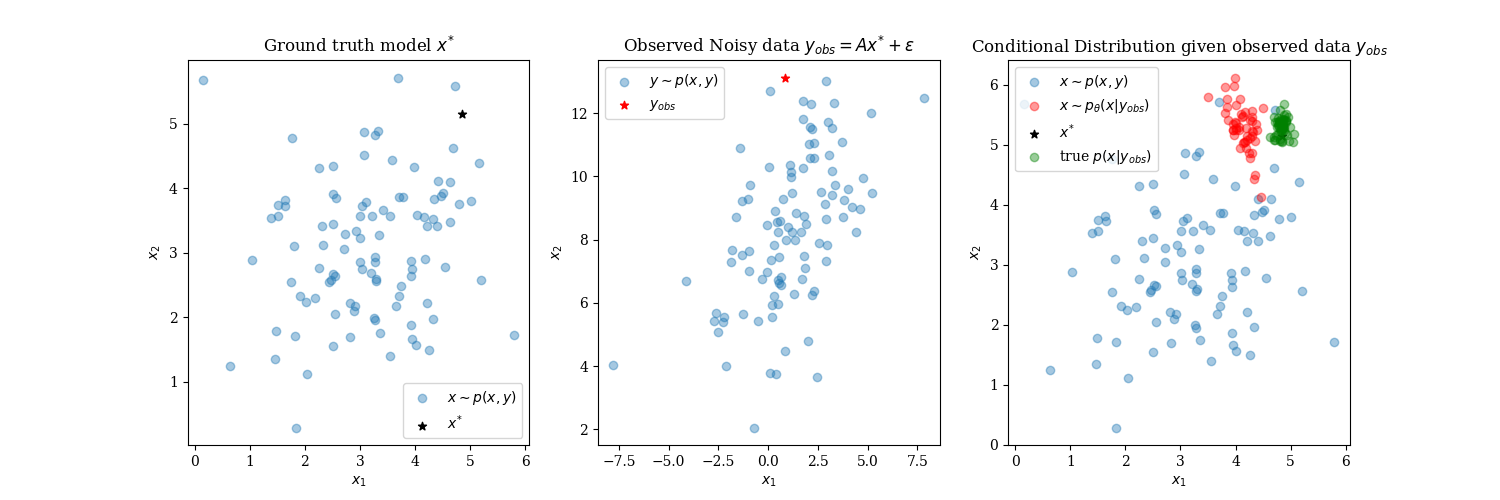 Ground truth model x*
x ~ p(x, y)
x*
x₂
5
4
3
2
1
0
1
2
3
4
5
6
x₁
Observed Noisy data y_obs = Ax* + ε
y ~ p(x, y)
y_obs
x₂
12
10
8
6
4
2
−7.5
−5.0
−2.5
0.0
2.5
5.0
7.5
x₁
Conditional Distribution given observed data y_obs
x ~ p(x, y)
x ~ p_θ(x|y_obs)
x*
true p(x|y_obs)
x₂
6
5
4
3
2
1
0
0
1
2
3
4
5
6
x₁